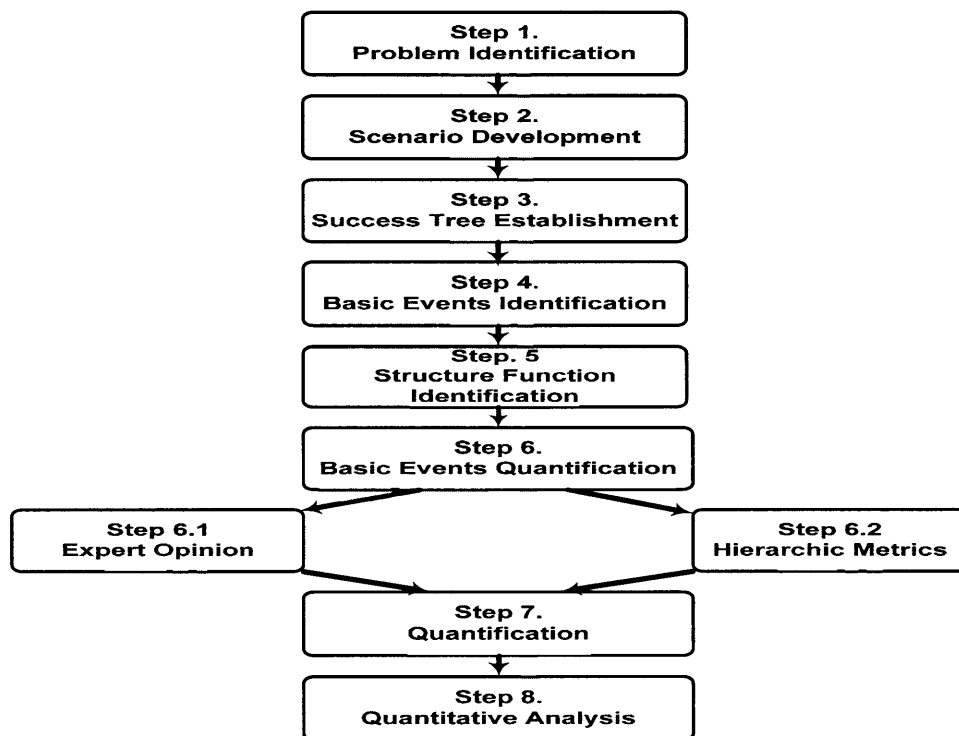 Step 1.
Problem Identification
Step 2.
Scenario Development
Step 3.
Success Tree Establishment
Step 4.
Basic Events Identification
Step. 5
Structure Function
Identification
Step 6.
Basic Events Quantification
Step 6.1
Expert Opinion
Step 6.2
Hierarchic Metrics
Step 7.
Quantification
Step 8.
Quantitative Analysis